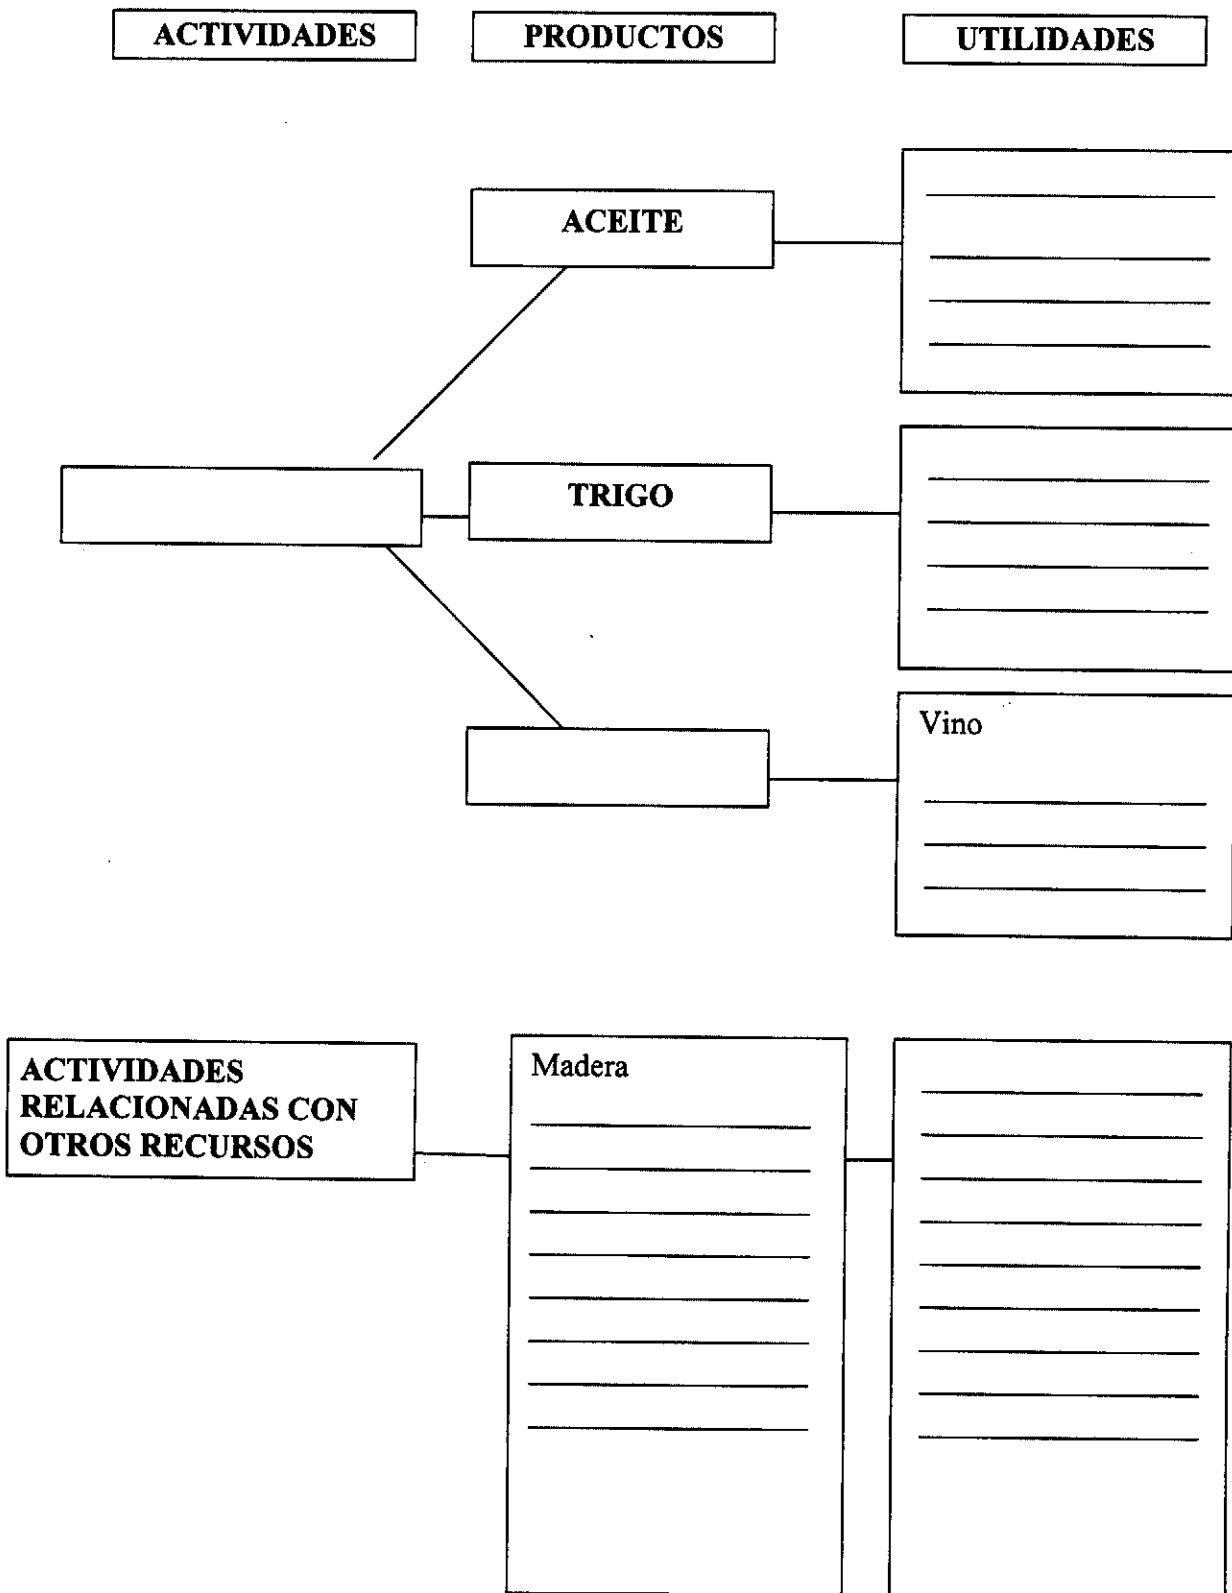 ACTIVIDADES
PRODUCTOS
UTILIDADES
ACEITE
TRIGO
Vino
ACTIVIDADES
RELACIONADAS CON
OTROS RECURSOS
Madera